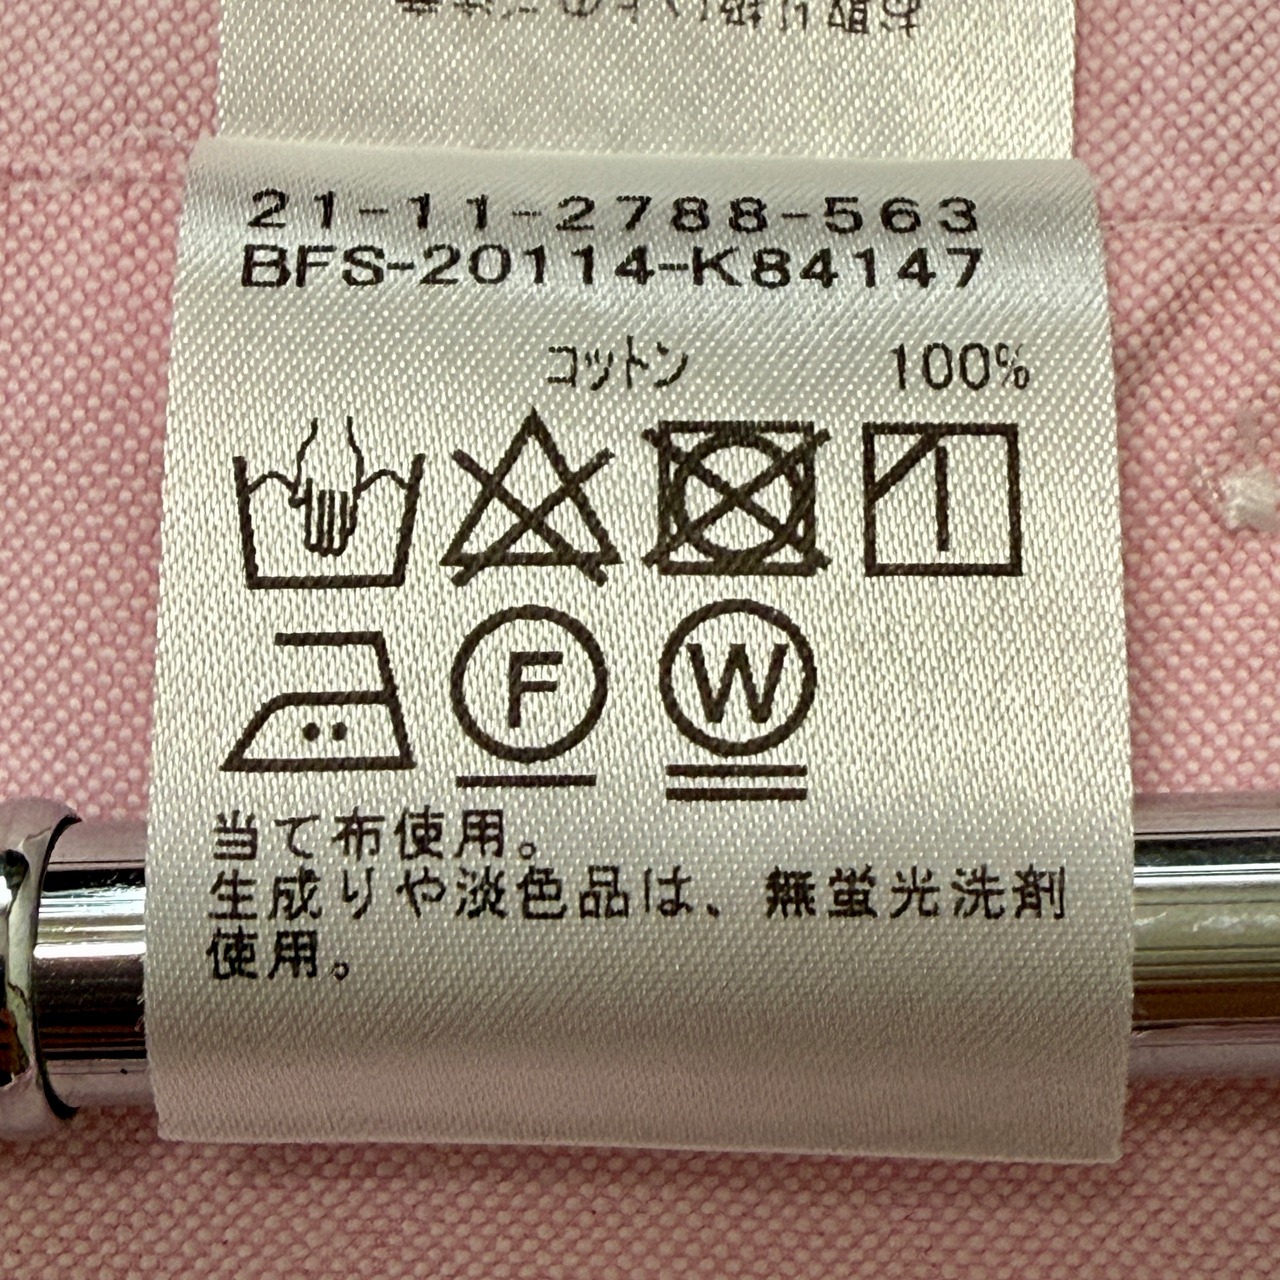 21-11-2788-563
BFS-20114-K84147
コットン 100%
F W
当て布使用。
生成りや淡色品は、無蛍光洗剤
使用。